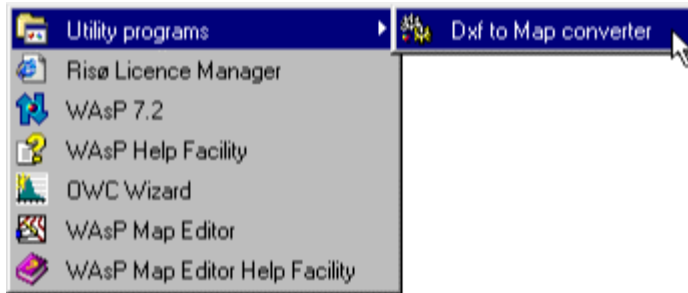 Utility programs
Dxf to Map converter
Risø Licence Manager
WAsP 7.2
WAsP Help Facility
OWC Wizard
WAsP Map Editor
WAsP Map Editor Help Facility